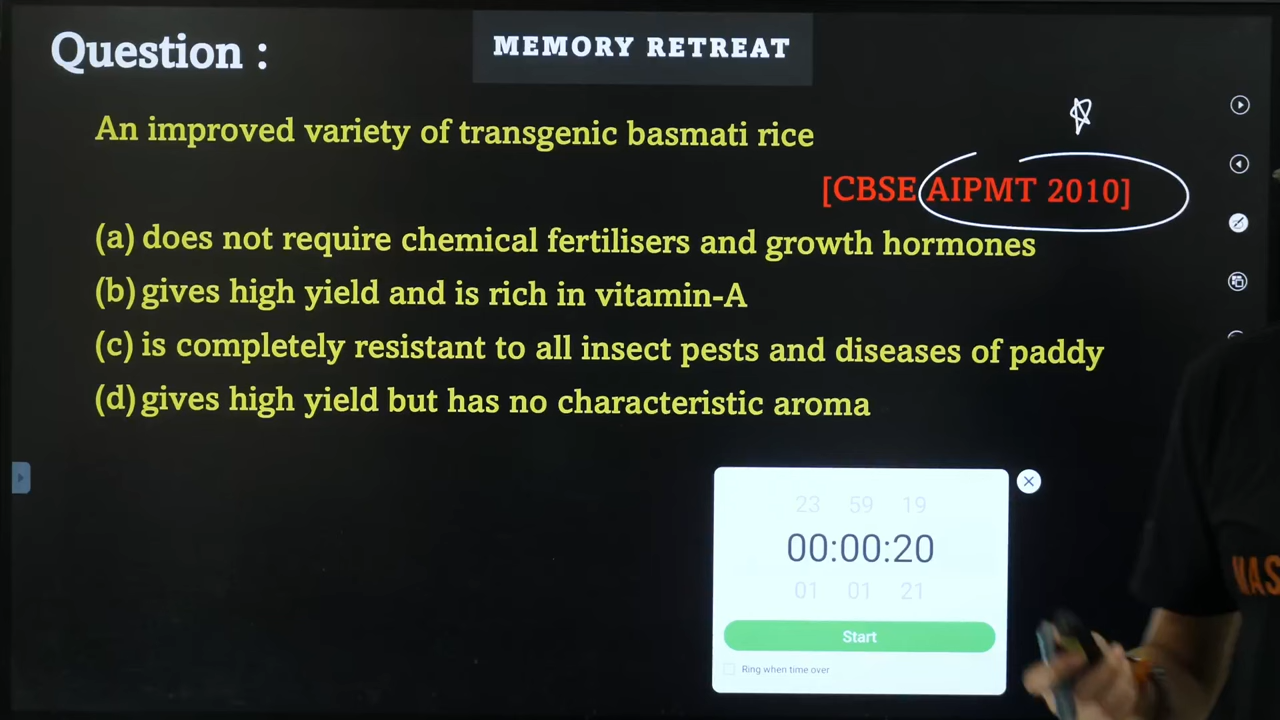 Question :
MEMORY RETREAT
An improved variety of transgenic basmati rice
[CBSE AIPMT 2010]
(a) does not require chemical fertilisers and growth hormones
(b) gives high yield and is rich in vitamin-A
(c) is completely resistant to all insect pests and diseases of paddy
(d) gives high yield but has no characteristic aroma
23 59 19
00:00:20
01 01 21
Start
Ring when time over